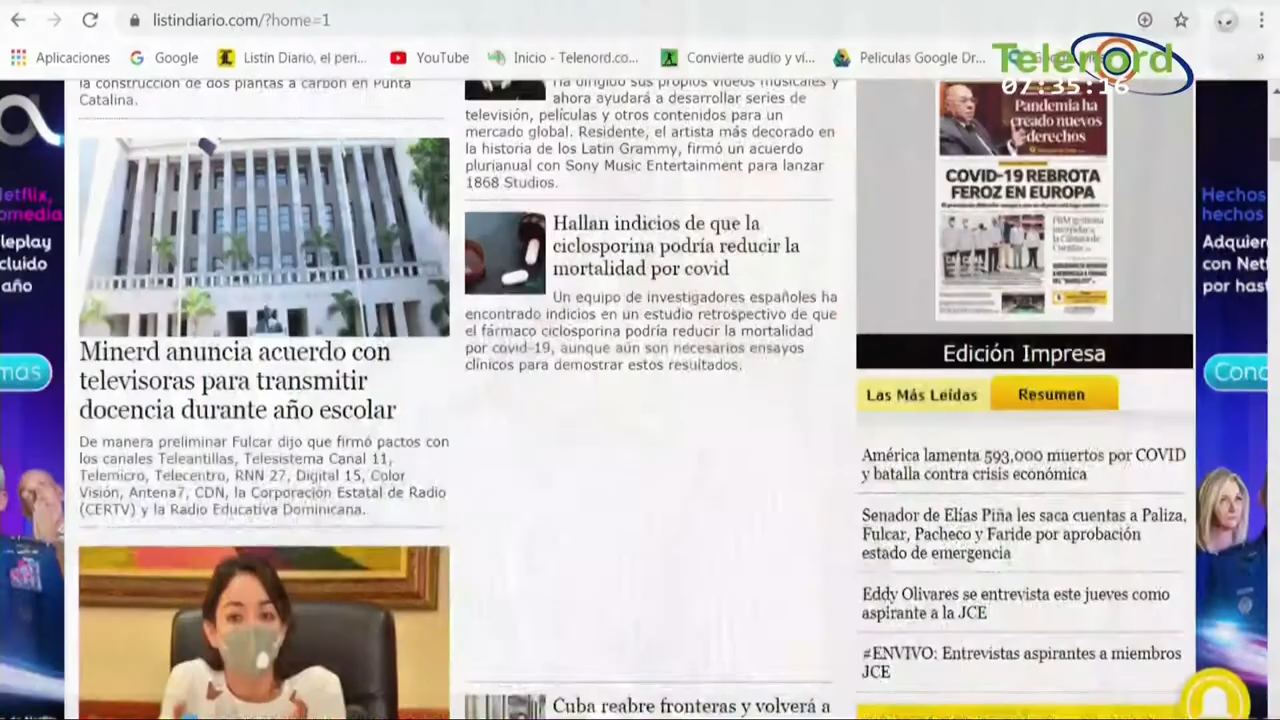 listindiario.com/?home=1
Aplicaciones
Google
Listín Diario, el peri...
YouTube
Inicio - Telenord.co...
Convierte audio y ví...
Películas Google Dr...
»
Telenord
07:35:16
la construcción de dos plantas a carbón en Punta
Catalina.
Minerd anuncia acuerdo con
televisoras para transmitir
docencia durante año escolar
De manera preliminar Fulcar dijo que firmó pactos con
los canales Teleantillas, Telesistema Canal 11,
Telemicro, Telecentro, RNN 27, Digital 15, Color
Visión, Antena7, CDN, la Corporación Estatal de Radio
(CERTV) y la Radio Educativa Dominicana.
ha dirigido sus propios videos musicales y
ahora ayudará a desarrollar series de
televisión, películas y otros contenidos para un
mercado global. Residente, el artista más decorado en
la historia de los Latin Grammy, firmó un acuerdo
plurianual con Sony Music Entertainment para lanzar
1868 Studios.
Hallan indicios de que la
ciclosporina podría reducir la
mortalidad por covid
Un equipo de investigadores españoles ha
encontrado indicios en un estudio retrospectivo de que
el fármaco ciclosporina podría reducir la mortalidad
por covid-19, aunque aún son necesarios ensayos
clínicos para demostrar estos resultados.
Cuba reabre fronteras y volverá a
Pandemia ha
creado nuevos
derechos
COVID-19 REBROTA
FEROZ EN EUROPA
Edición Impresa
Las Más Leídas
Resumen
América lamenta 593,000 muertos por COVID
y batalla contra crisis económica
Senador de Elías Piña les saca cuentas a Paliza,
Fulcar, Pacheco y Faride por aprobación
estado de emergencia
Eddy Olivares se entrevista este jueves como
aspirante a la JCE
#ENVIVO: Entrevistas aspirantes a miembros
JCE
Hechos
hechos
Adquier
con Net
por hast
Cond
etflix,
omedia
leplay
cluido
año
mas